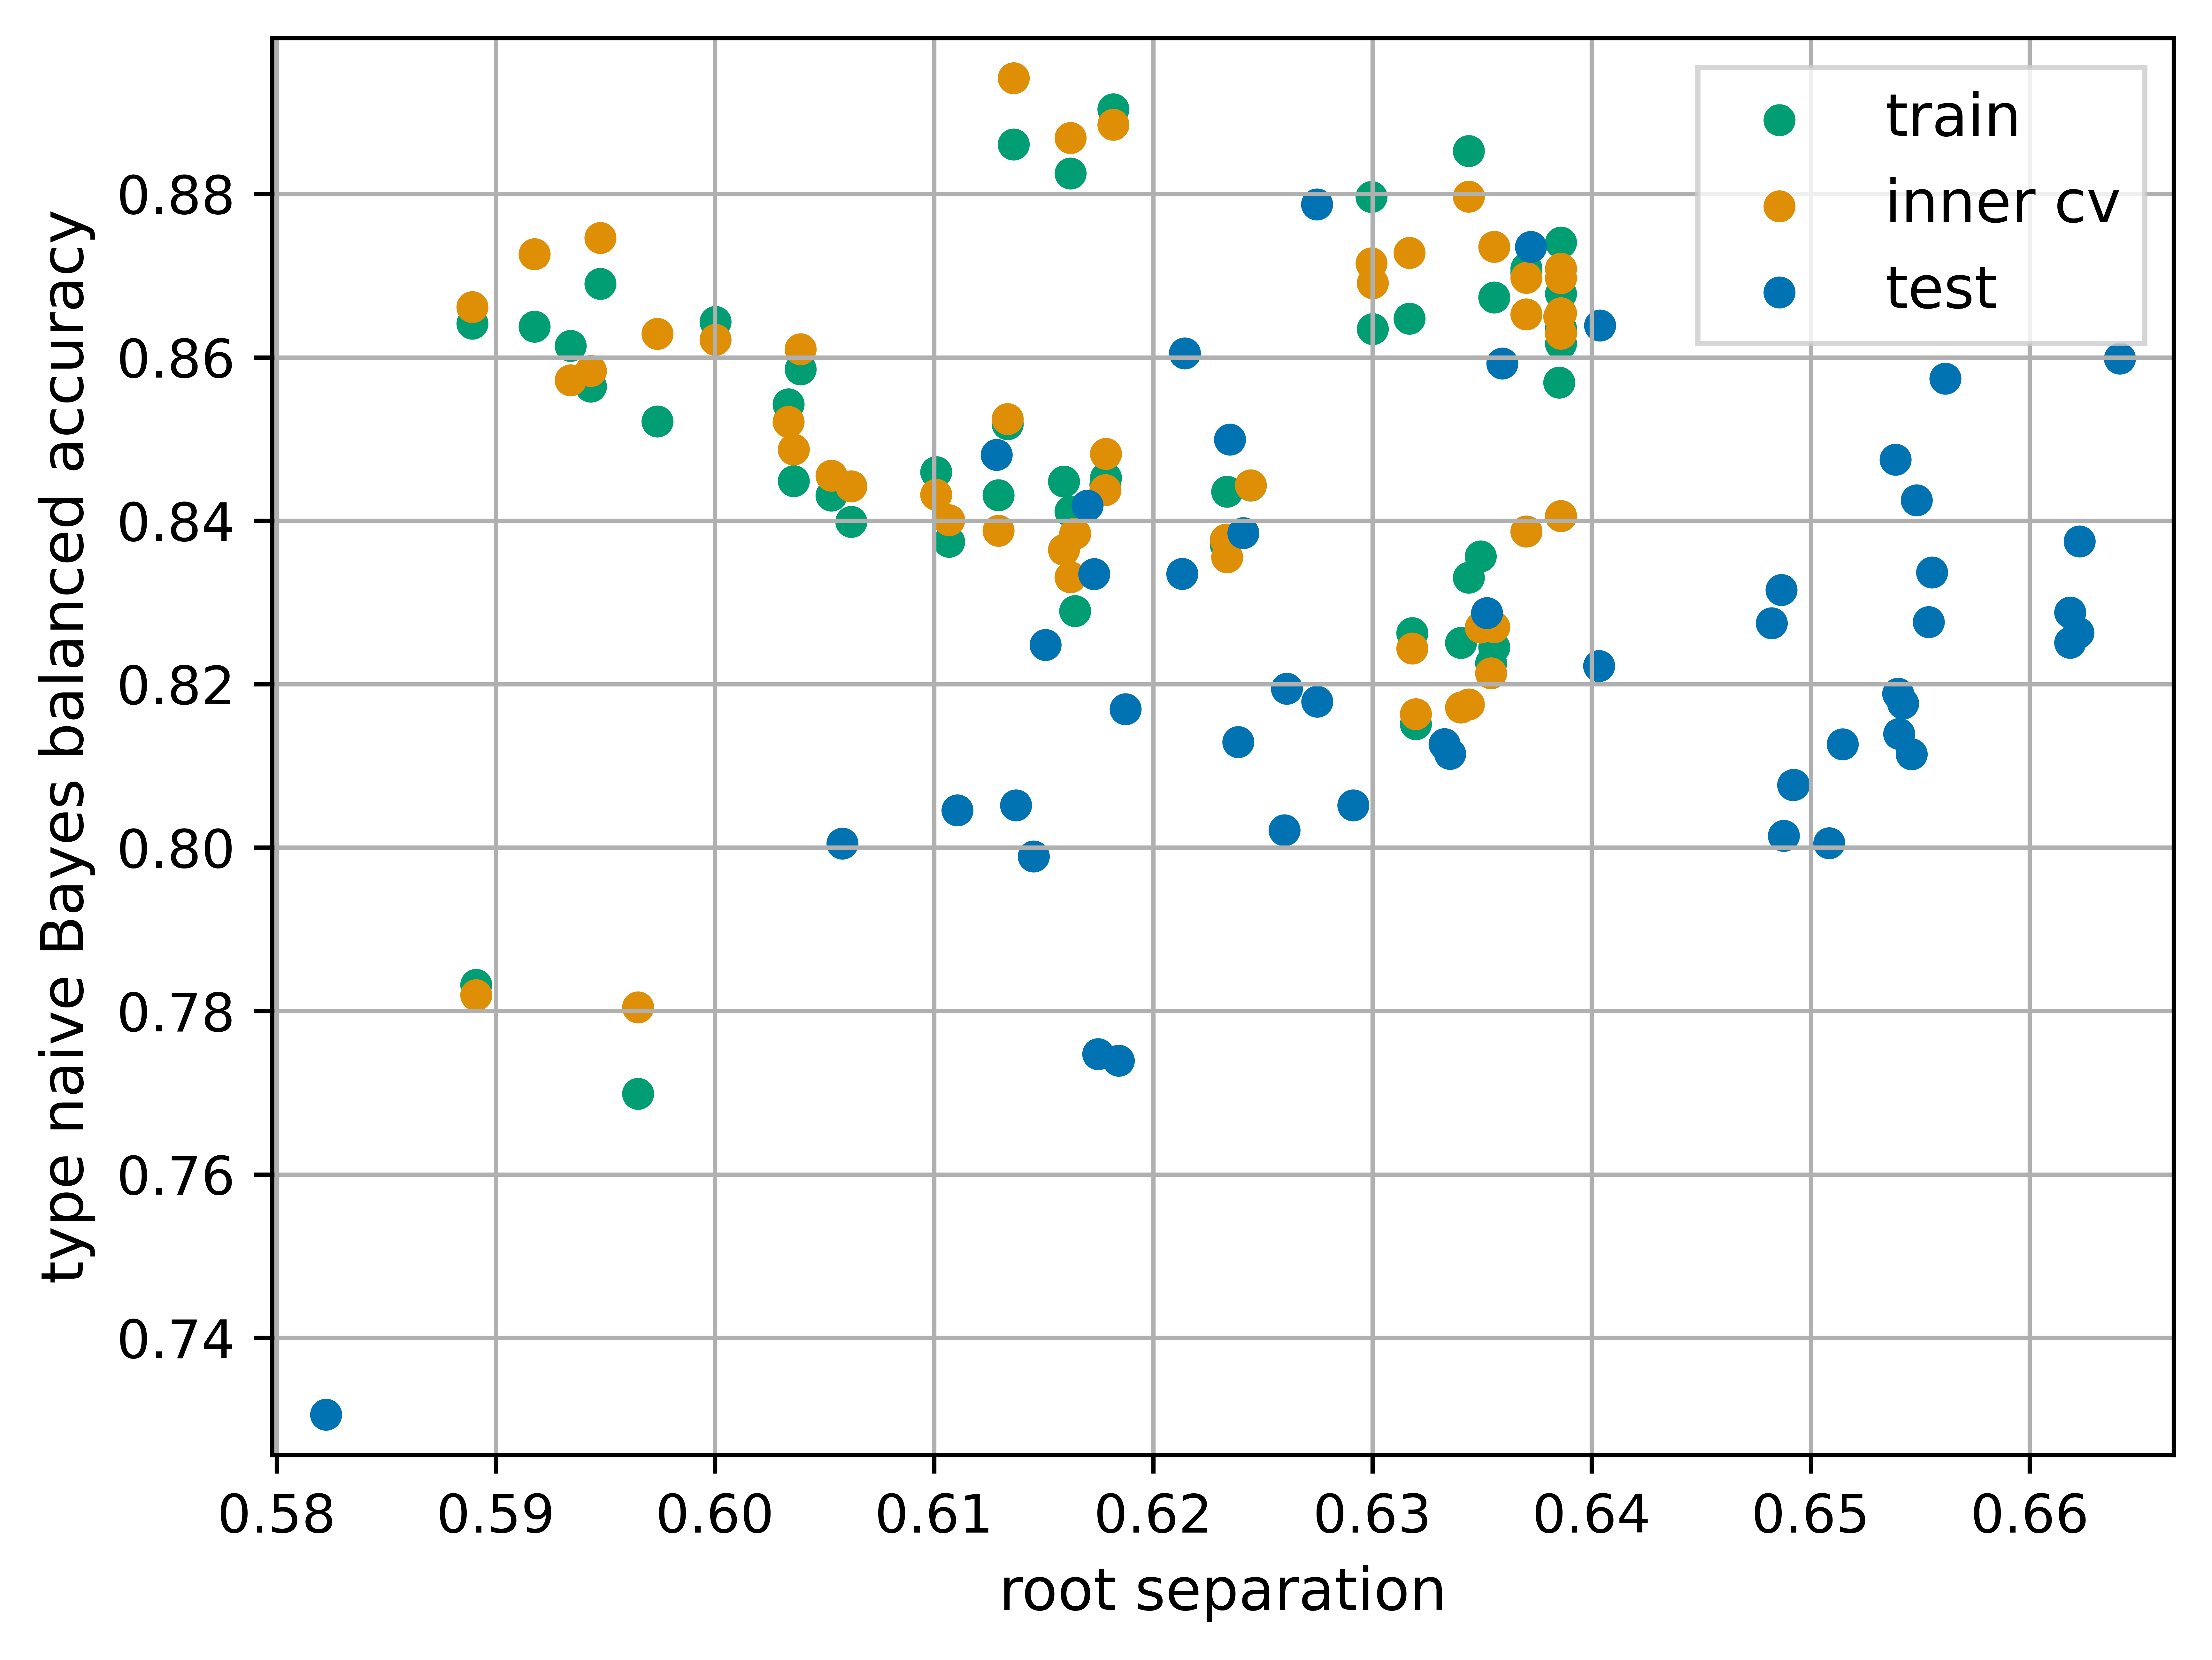 train
inner cv
test
type naive Bayes balanced accuracy
0.88
0.86
0.84
0.82
0.80
0.78
0.76
0.74
0.58 0.59 0.60 0.61 0.62 0.63 0.64 0.65 0.66
root separation